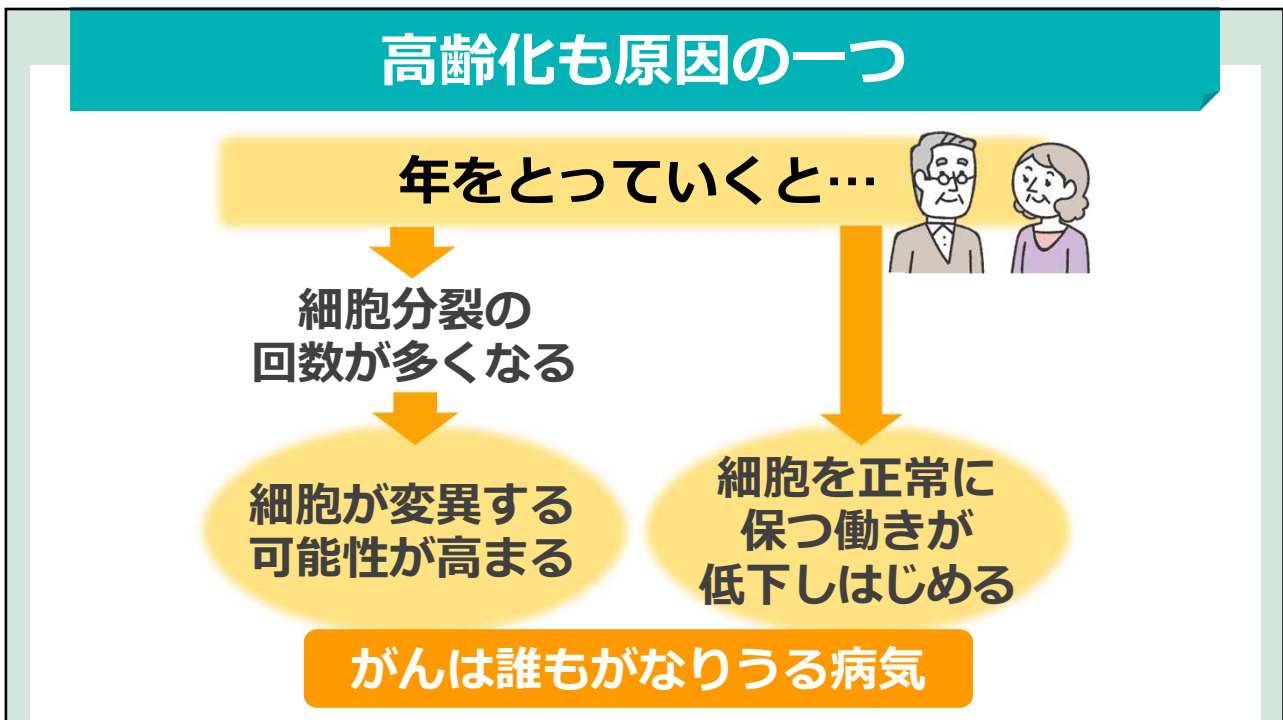 高齢化も原因の一つ
年をとっていくと…
細胞分裂の
回数が多くなる
細胞が変異する
可能性が高まる
細胞を正常に
保つ働きが
低下しはじめる
がんは誰もがなりうる病気